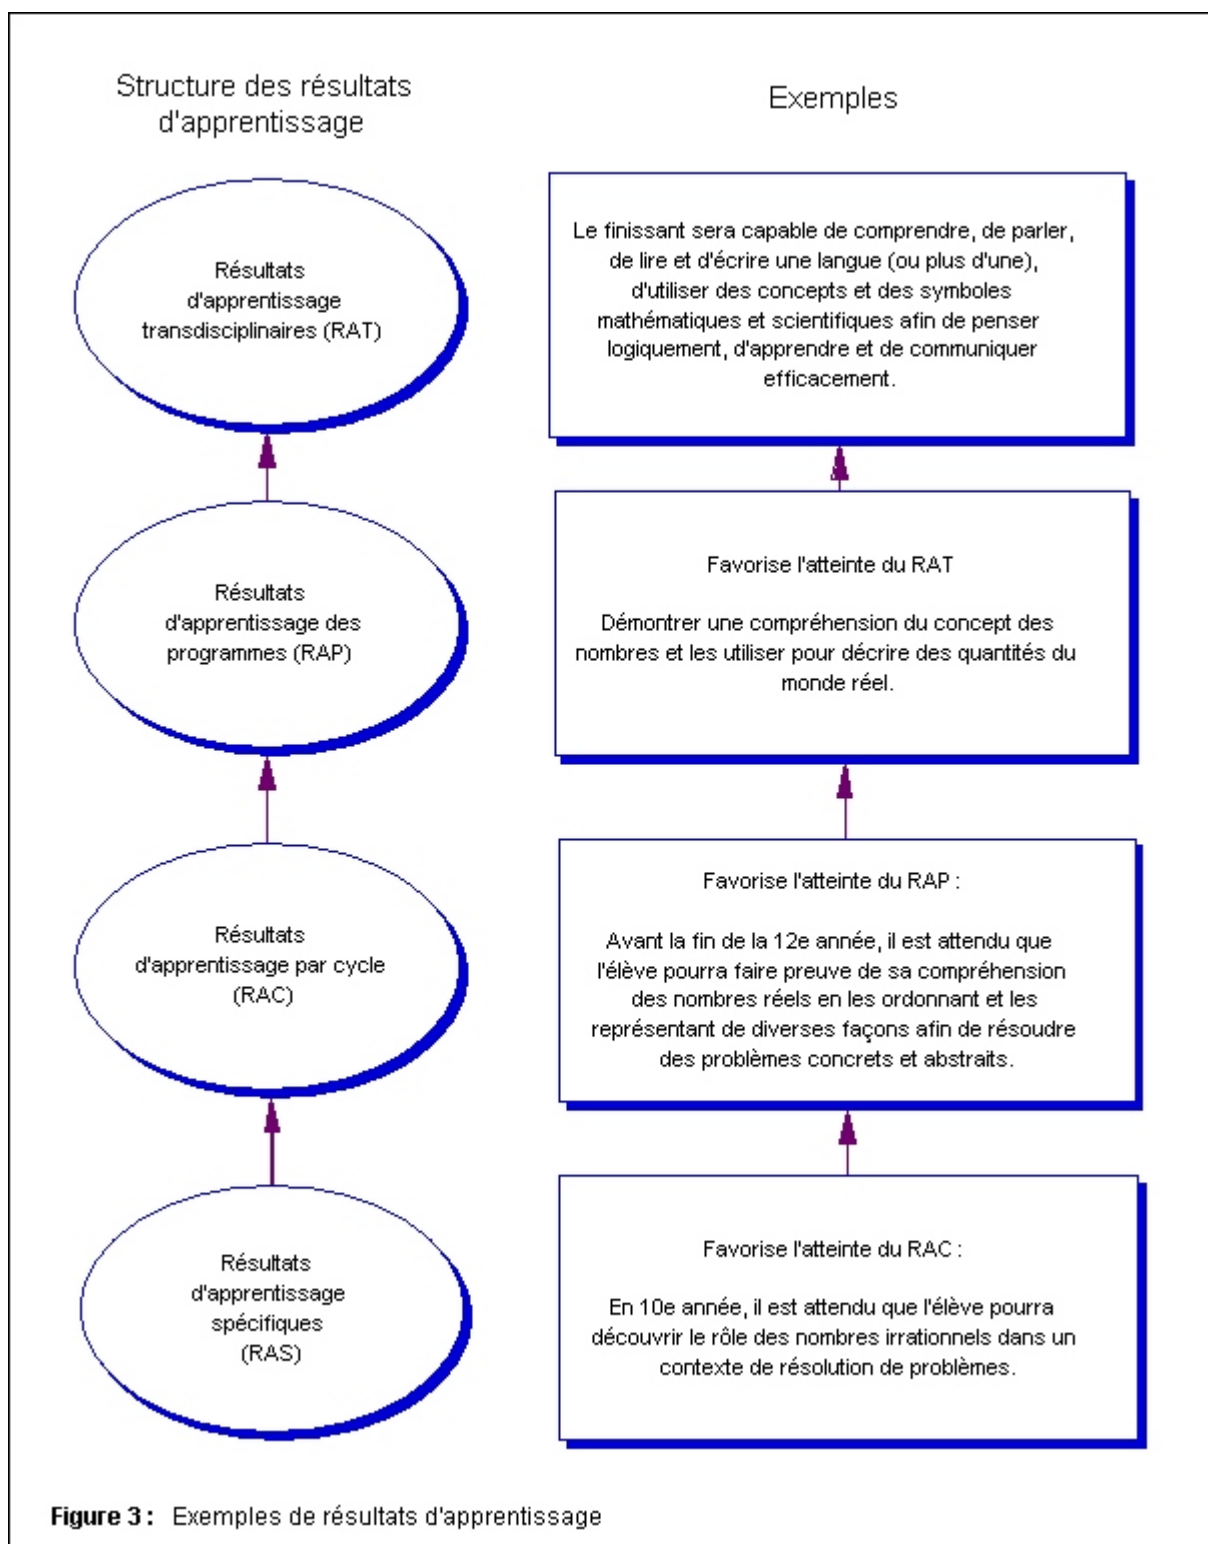 Structure des résultats
d'apprentissage
Exemples
Résultats
d'apprentissage
transdisciplinaires (RAT)
Le finissant sera capable de comprendre, de parler,
de lire et d'écrire une langue (ou plus d'une),
d'utiliser des concepts et des symboles
mathématiques et scientifiques afin de penser
logiquement, d'apprendre et de communiquer
efficacement.
Résultats
d'apprentissage des
programmes (RAP)
Favorise l'atteinte du RAT
Démontrer une compréhension du concept des
nombres et les utiliser pour décrire des quantités du
monde réel.
Résultats
d'apprentissage par cycle
(RAC)
Favorise l'atteinte du RAP :
Avant la fin de la 12e année, il est attendu que
l'élève pourra faire preuve de sa compréhension
des nombres réels en les ordonnant et les
représentant de diverses façons afin de résoudre
des problèmes concrets et abstraits.
Résultats
d'apprentissage
spécifiques
(RAS)
Favorise l'atteinte du RAC :
En 10e année, il est attendu que l'élève pourra
découvrir le rôle des nombres irrationnels dans un
contexte de résolution de problèmes.
Figure 3 : Exemples de résultats d'apprentissage